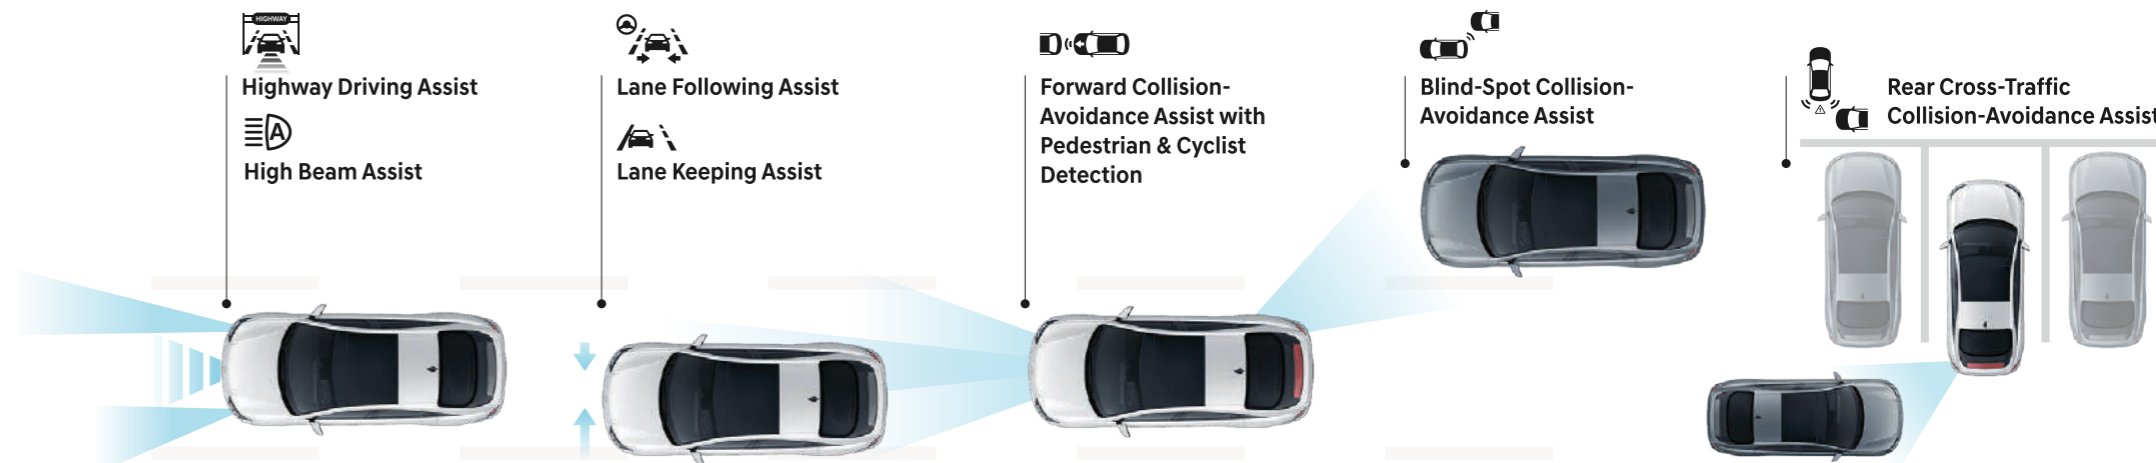 HIGHWAY
Highway Driving Assist
A
High Beam Assist
Lane Following Assist
Lane Keeping Assist
Forward Collision-
Avoidance Assist with
Pedestrian & Cyclist
Detection
Blind-Spot Collision-
Avoidance Assist
Rear Cross-Traffic
Collision-Avoidance Assist